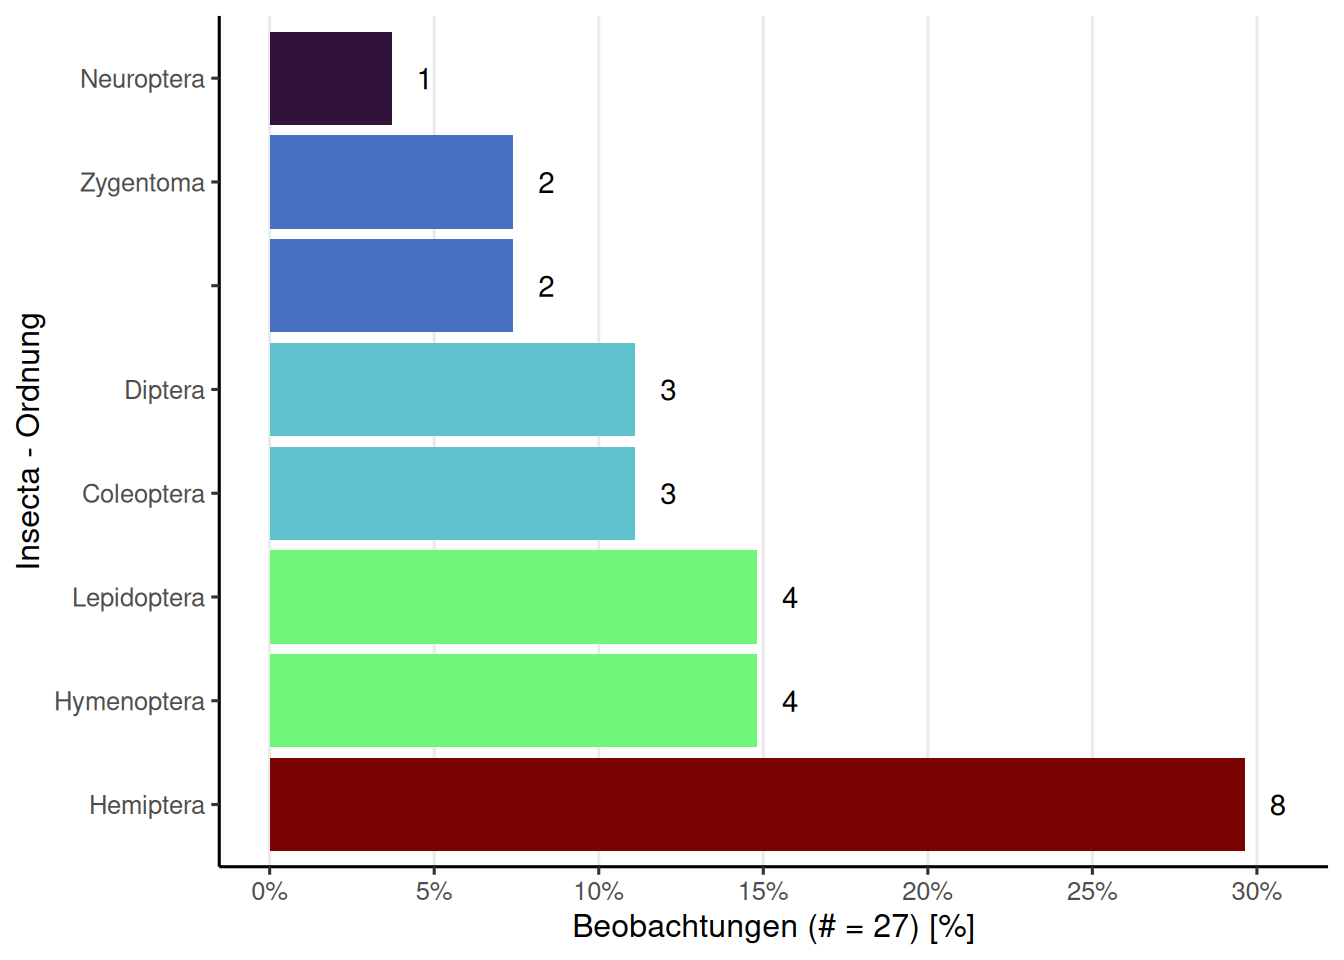 Insecta - Ordnung
Neuroptera 1
Zygentoma 2
2
Diptera 3
Coleoptera 3
Lepidoptera 4
Hymenoptera 4
Hemiptera 8
0% 5% 10% 15% 20% 25% 30%
Beobachtungen (# = 27) [%]